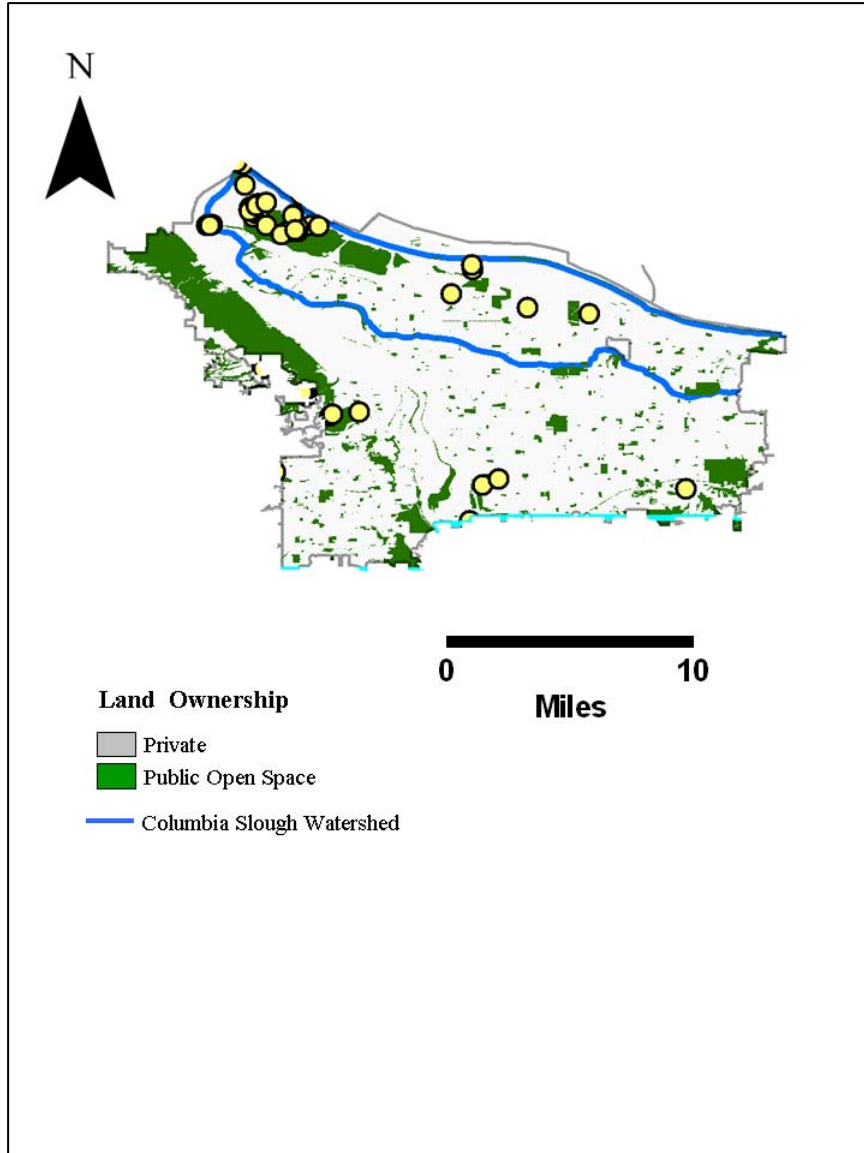 N
0 10
Miles
Land Ownership
Private
Public Open Space
Columbia Slough Watershed